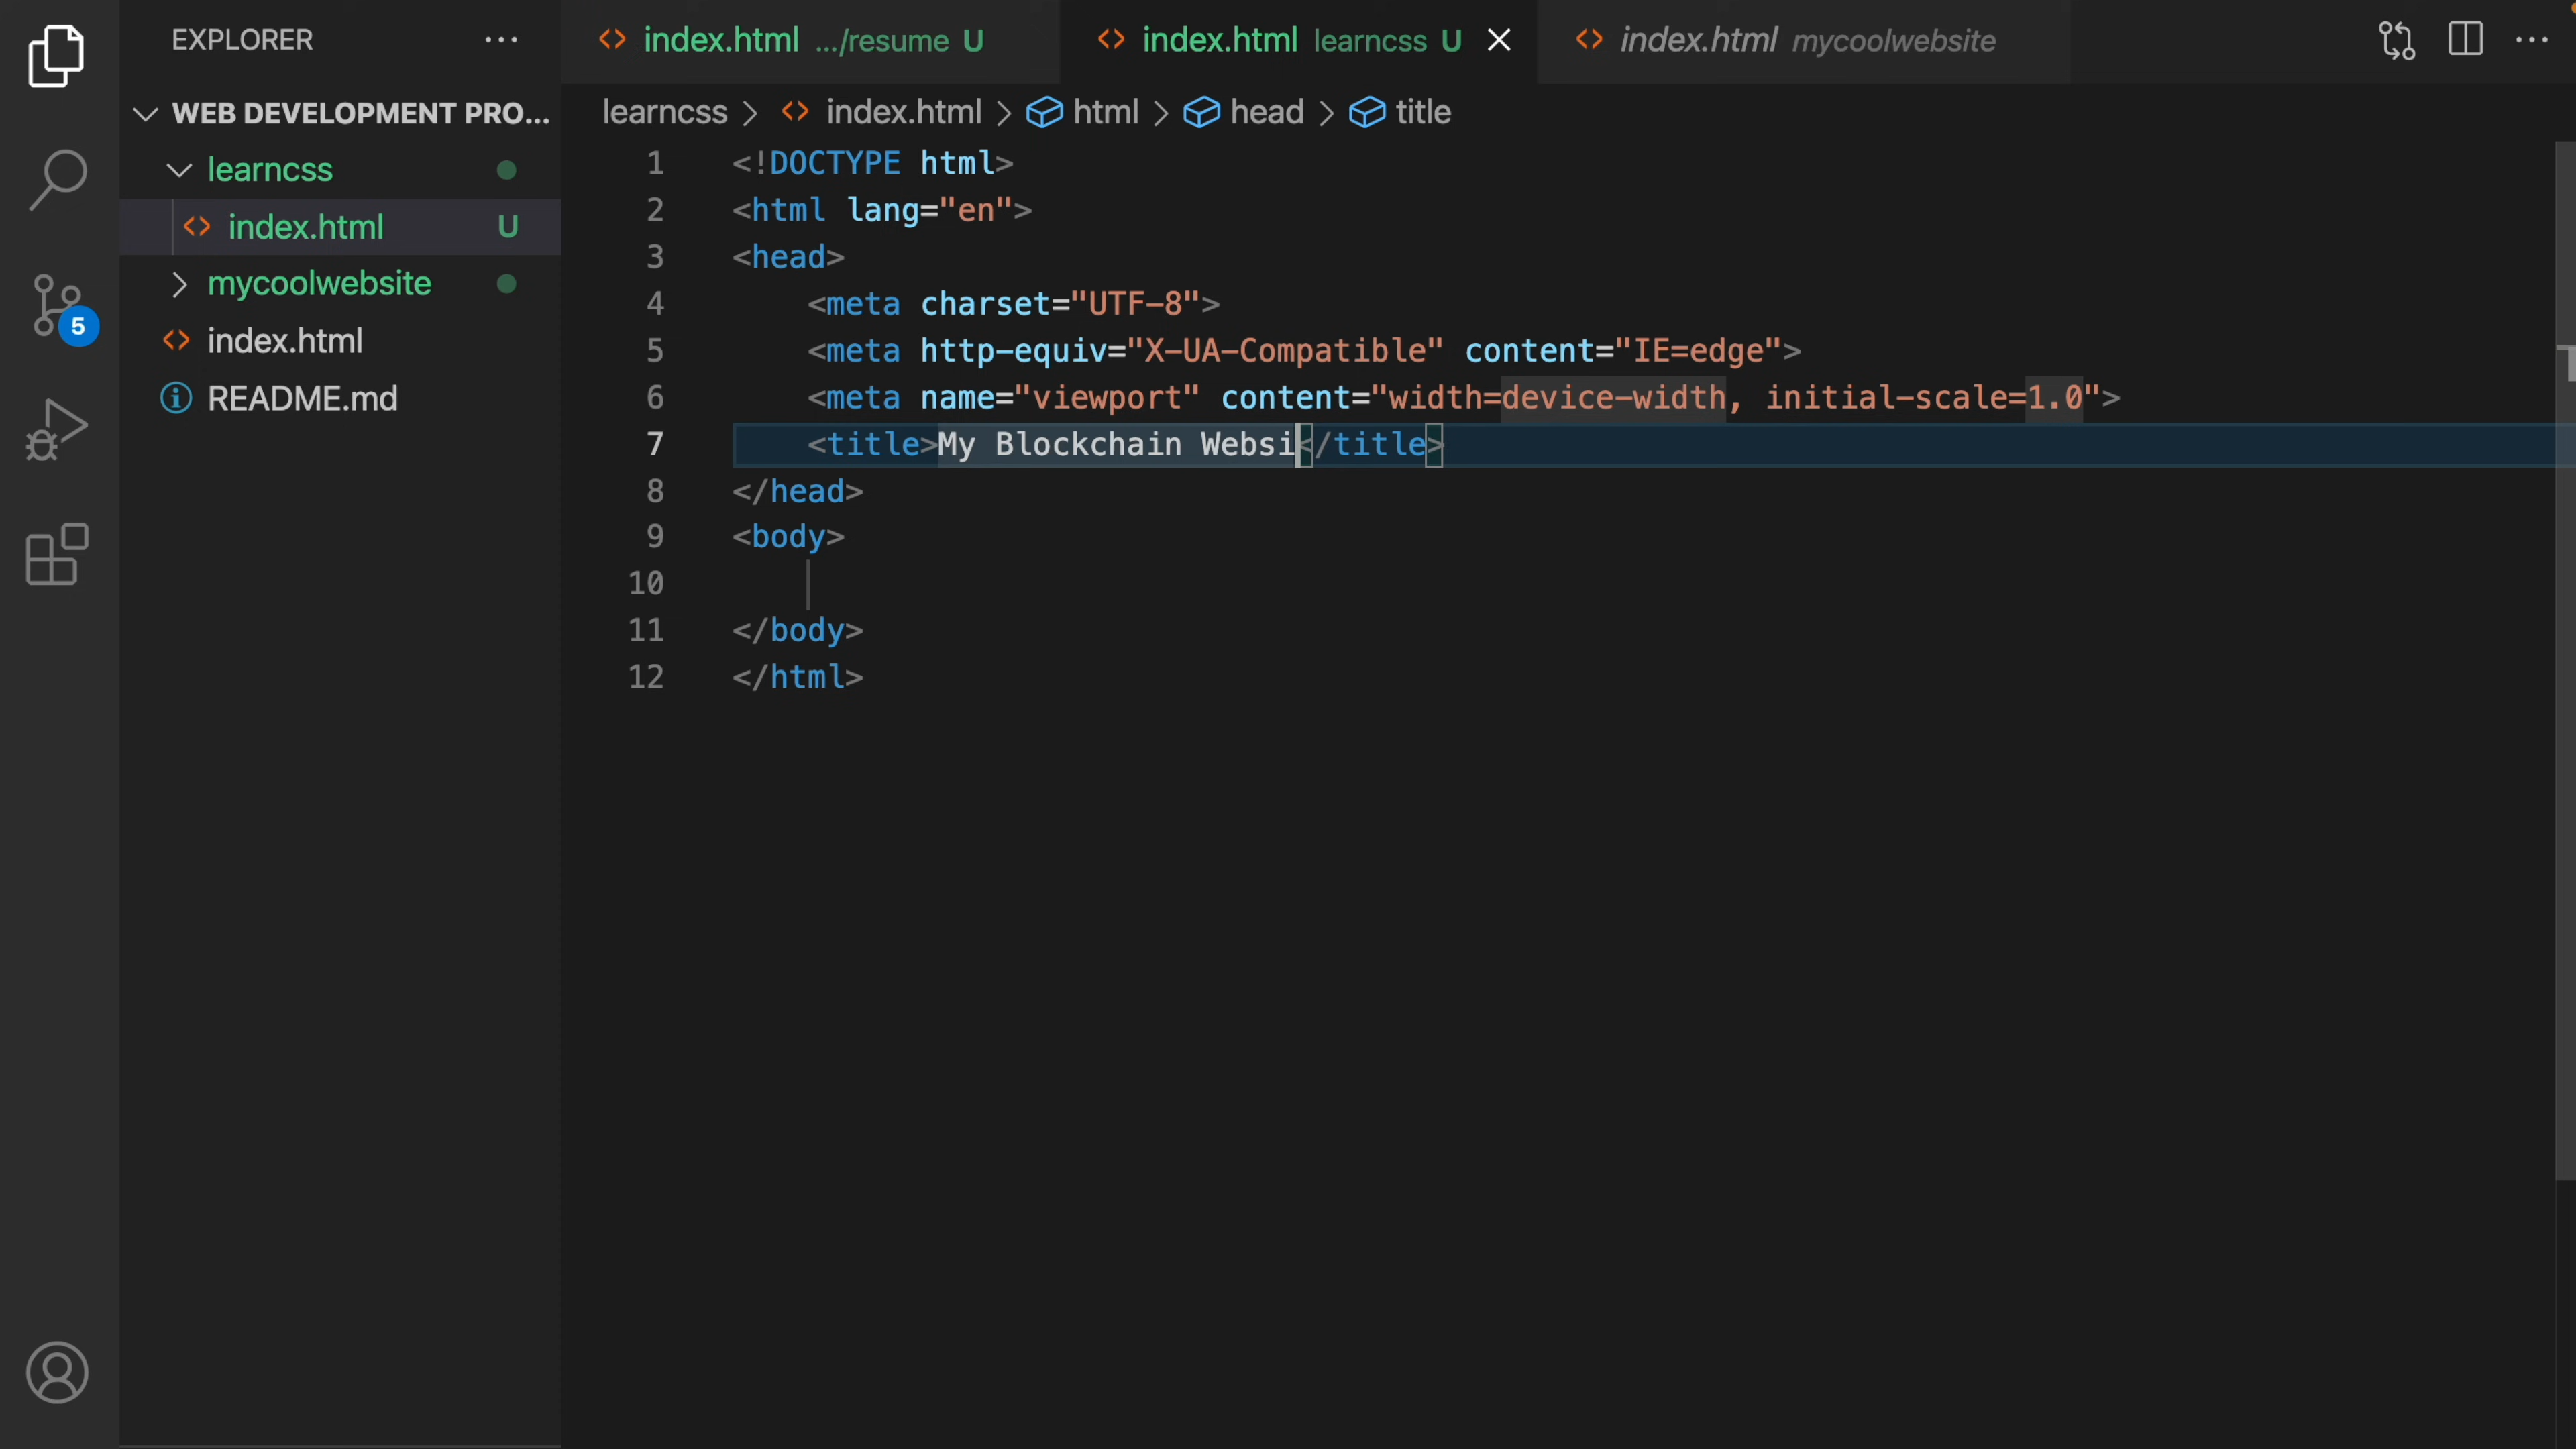 EXPLORER
WEB DEVELOPMENT PRO...
learncss
index.html U
mycoolwebsite
index.html
README.md
5
index.html .../resume U
index.html learncss U
index.html mycoolwebsite
learncss > index.html > html > head > title
1 <!DOCTYPE html>
2 <html lang="en">
3 <head>
4 <meta charset="UTF-8">
5 <meta http-equiv="X-UA-Compatible" content="IE=edge">
6 <meta name="viewport" content="width=device-width, initial-scale=1.0">
7 <title>My Blockchain Websi</title>
8 </head>
9 <body>
10
11 </body>
12 </html>